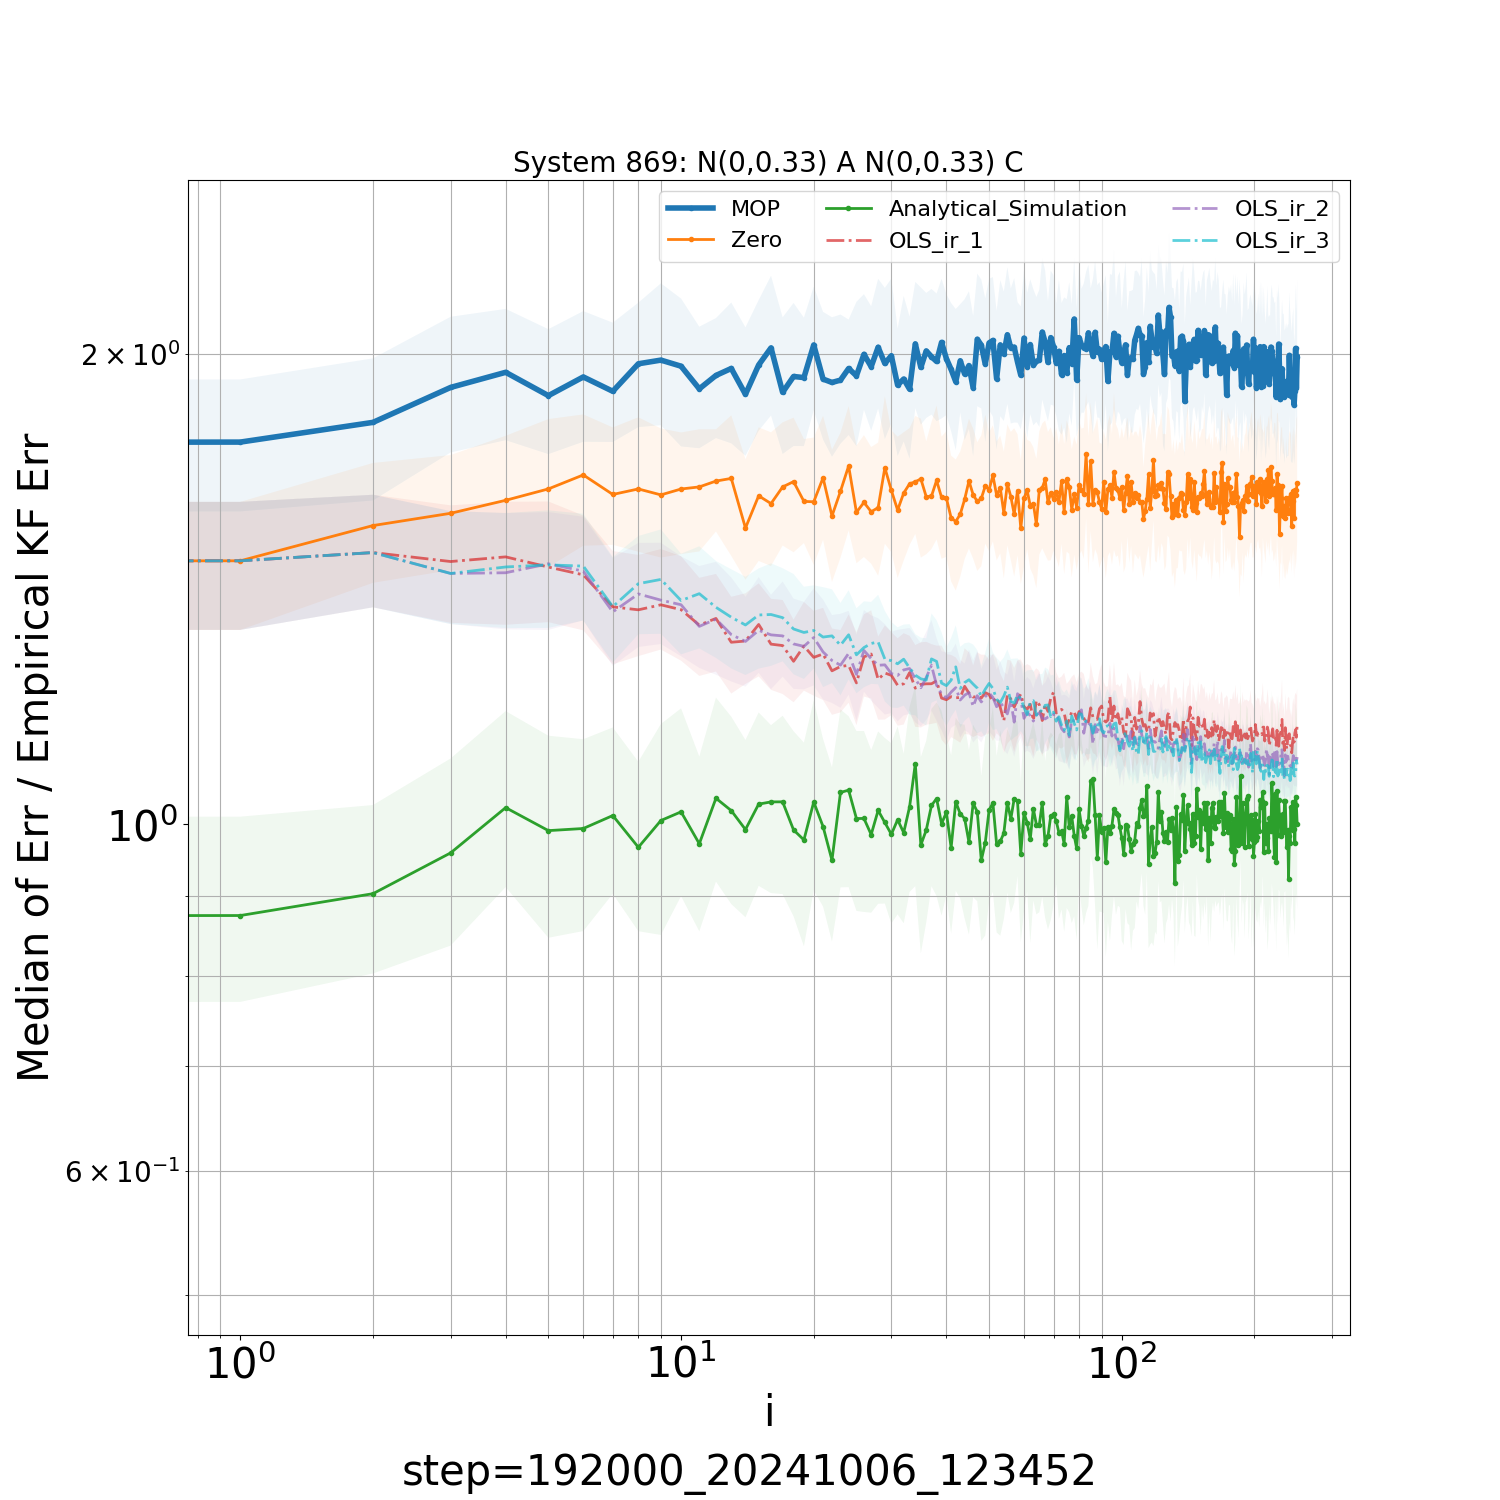 System 869: N(0,0.33) A N(0,0.33) C
MOP
Zero
Analytical_Simulation
OLS_ir_1
OLS_ir_2
OLS_ir_3
Median of Err / Empirical KF Err
2 × 10⁰
10⁰
6 × 10⁻¹
10⁰
10¹
10²
i
step=192000_20241006_123452